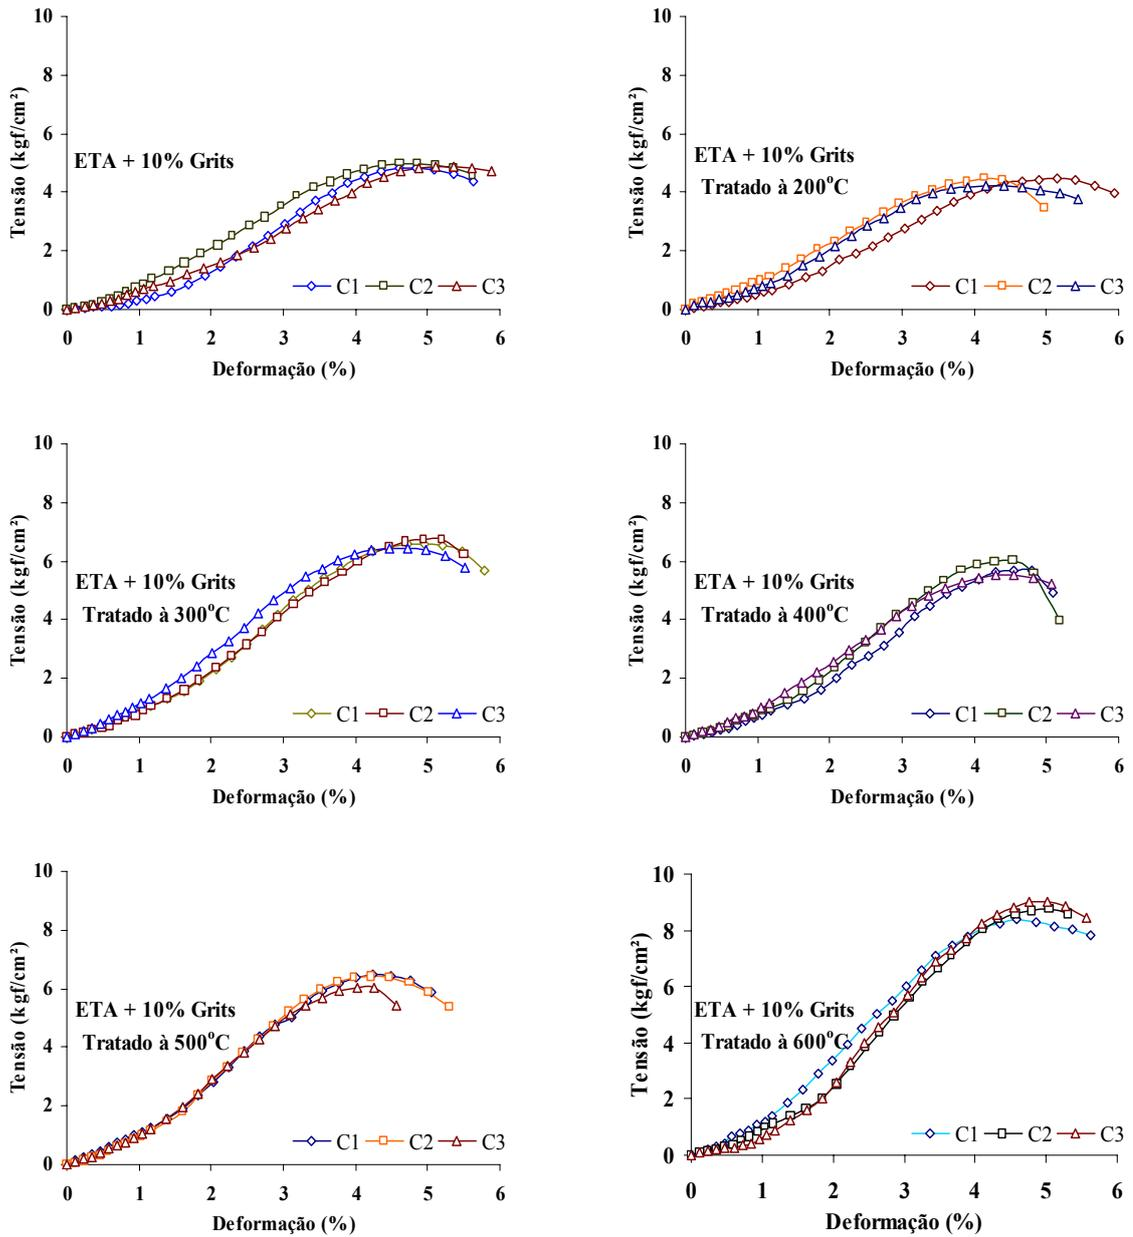 10
8
6
4
2
0
Tensão (kgf/cm²)
ETA + 10% Grits
C1 C2 C3
0 1 2 3 4 5 6
Deformação (%)
10
8
6
4
2
0
Tensão (kgf/cm²)
ETA + 10% Grits
Tratado à 200°C
C1 C2 C3
0 1 2 3 4 5 6
Deformação (%)
10
8
6
4
2
0
Tensão (kgf/cm²)
ETA + 10% Grits
Tratado à 300°C
C1 C2 C3
0 1 2 3 4 5 6
Deformação (%)
10
8
6
4
2
0
Tensão (kgf/cm²)
ETA + 10% Grits
Tratado à 400°C
C1 C2 C3
0 1 2 3 4 5 6
Deformação (%)
10
8
6
4
2
0
Tensão (kgf/cm²)
ETA + 10% Grits
Tratado à 500°C
C1 C2 C3
0 1 2 3 4 5 6
Deformação (%)
10
8
6
4
2
0
Tensão (kgf/cm²)
ETA + 10% Grits
Tratado à 600°C
C1 C2 C3
0 1 2 3 4 5 6
Deformação (%)